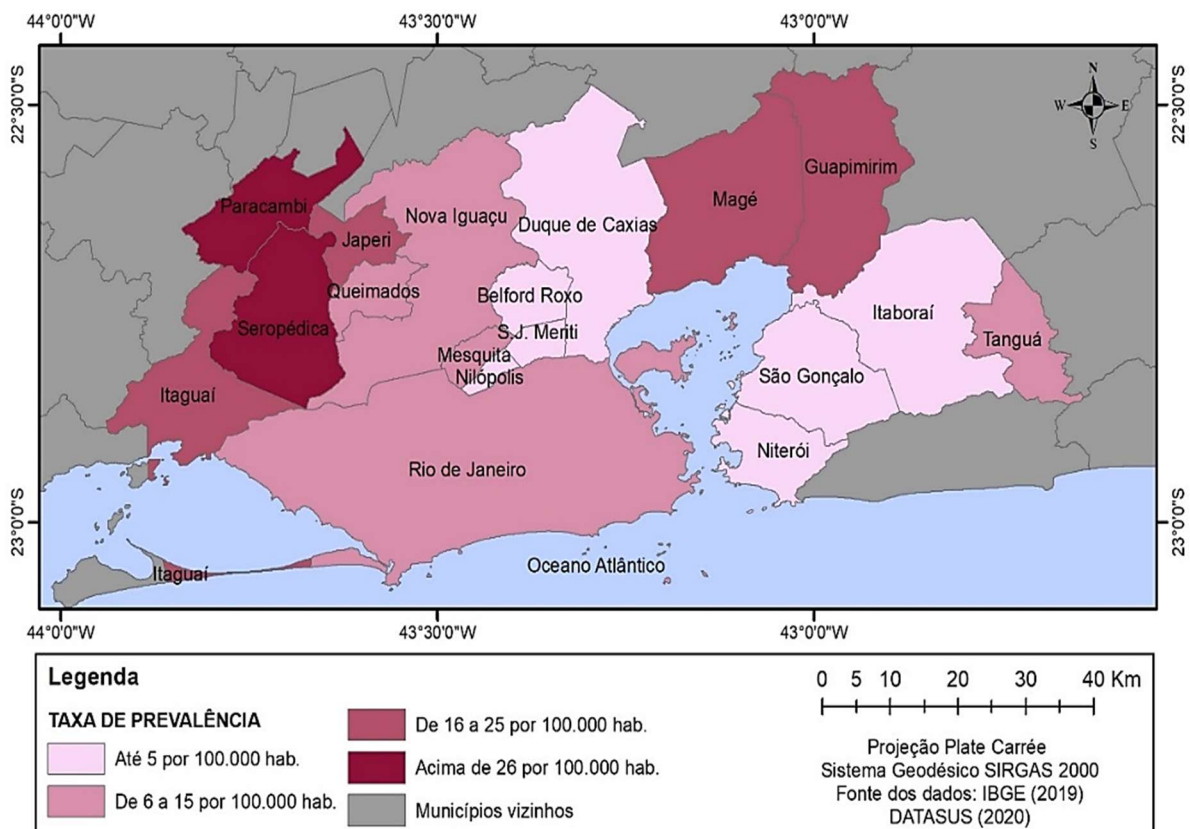 44°0'0"W 43°30'0"W 43°0'0"W
22°30'0"S 22°30'0"S
N
W E
S
Guapimirim
Magé
Paracambi
Nova Iguaçu
Duque de Caxias
Japeri
Queimados
Belford Roxo
Itaboraí
Seropédica
S.J. Meriti
Tanguá
Mesquita
Nilópolis
São Gonçalo
Itaguaí
Niterói
Rio de Janeiro
23°0'0"S 23°0'0"S
Oceano Atlântico
Itaguaí
44°0'0"W 43°30'0"W 43°0'0"W
Legenda
TAXA DE PREVALÊNCIA
Até 5 por 100.000 hab.
De 6 a 15 por 100.000 hab.
De 16 a 25 por 100.000 hab.
Acima de 26 por 100.000 hab.
Municípios vizinhos
0 5 10 20 30 40 Km
Projeção Plate Carrée
Sistema Geodésico SIRGAS 2000
Fonte dos dados: IBGE (2019)
DATASUS (2020)